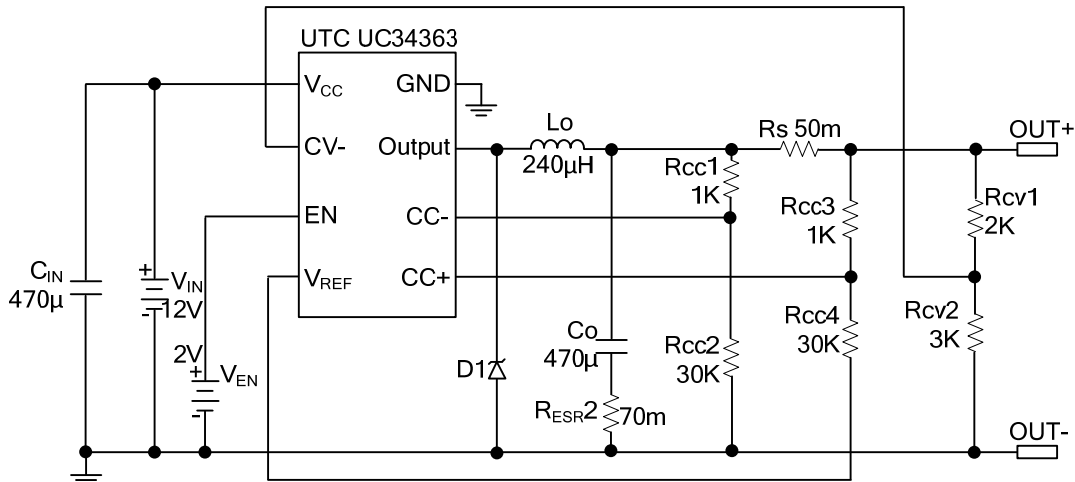 UTC UC34363
VCC
GND
CV-
Output
EN
CC-
VREF
CC+
Lo
240µH
Rs 50m
OUT+
Rcc1
1K
Rcc3
1K
Rcv1
2K
CIN
470µ
+
VIN
12V
-
2V
+
VEN
-
D1
Co
470µ
RESR2
70m
Rcc2
30K
Rcc4
30K
Rcv2
3K
OUT-